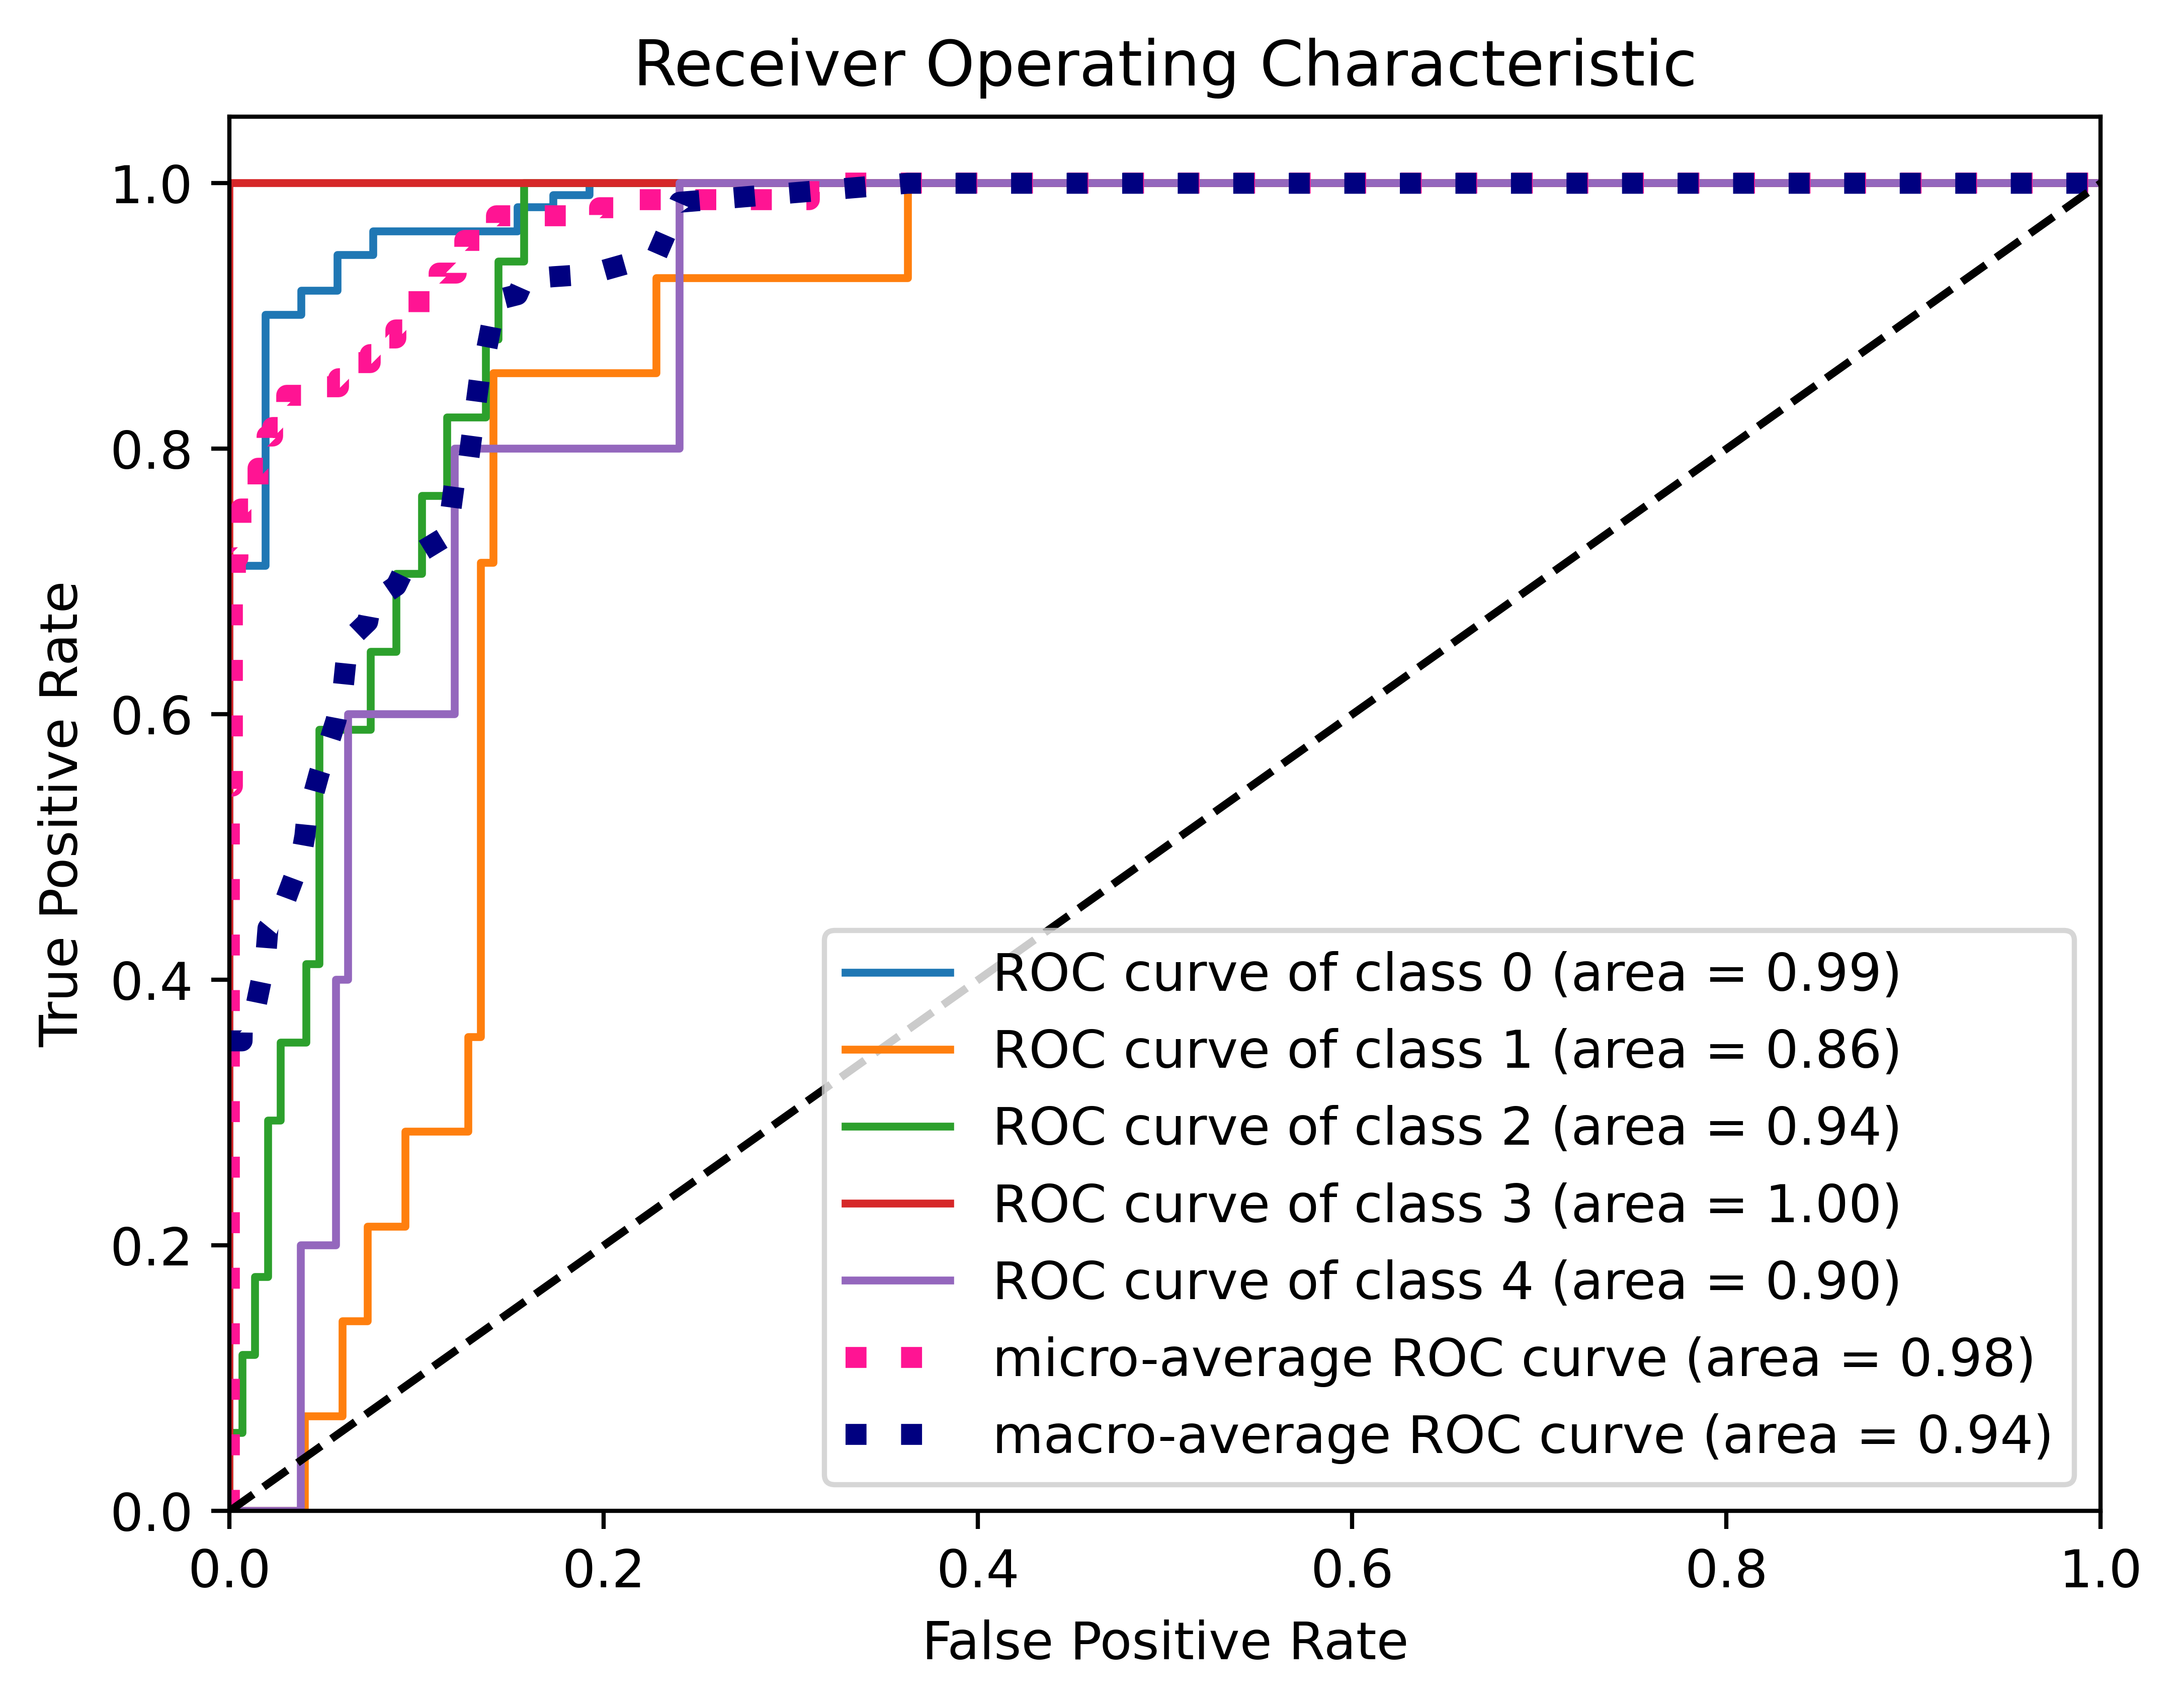 Receiver Operating Characteristic
1.0
0.8
0.6
0.4
0.2
0.0
True Positive Rate
ROC curve of class 0 (area = 0.99)
ROC curve of class 1 (area = 0.86)
ROC curve of class 2 (area = 0.94)
ROC curve of class 3 (area = 1.00)
ROC curve of class 4 (area = 0.90)
micro-average ROC curve (area = 0.98)
macro-average ROC curve (area = 0.94)
0.0 0.2 0.4 0.6 0.8 1.0
False Positive Rate